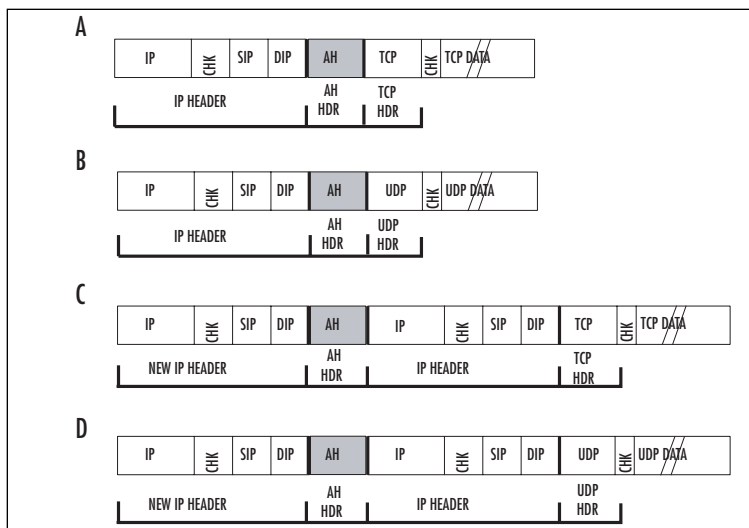 A
IP CHK SIP DIP AH TCP CHK TCP DATA
IP HEADER AH HDR TCP HDR
B
IP CHK SIP DIP AH UDP CHK UDP DATA
IP HEADER AH HDR UDP HDR
C
IP CHK SIP DIP AH IP CHK SIP DIP TCP CHK TCP DATA
NEW IP HEADER AH HDR IP HEADER TCP HDR
D
IP CHK SIP DIP AH IP CHK SIP DIP UDP CHK UDP DATA
NEW IP HEADER AH HDR IP HEADER UDP HDR